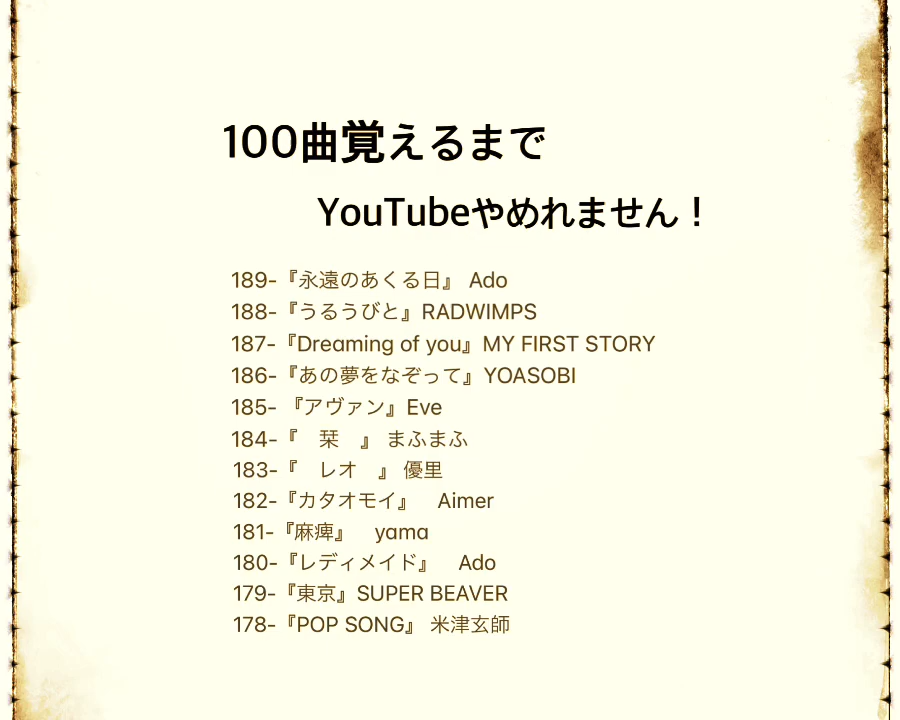 100曲覚えるまで
YouTubeやめれません！
189-『永遠のあくる日』 Ado
188-『うるうびと』RADWIMPS
187-『Dreaming of you』MY FIRST STORY
186-『あの夢をなぞって』YOASOBI
185- 『アヴァン』Eve
184-『　栞　』 まふまふ
183-『　レオ　』 優里
182-『カタオモイ』　Aimer
181-『麻痺』　yama
180-『レディメイド』　Ado
179-『東京』SUPER BEAVER
178-『POP SONG』 米津玄師